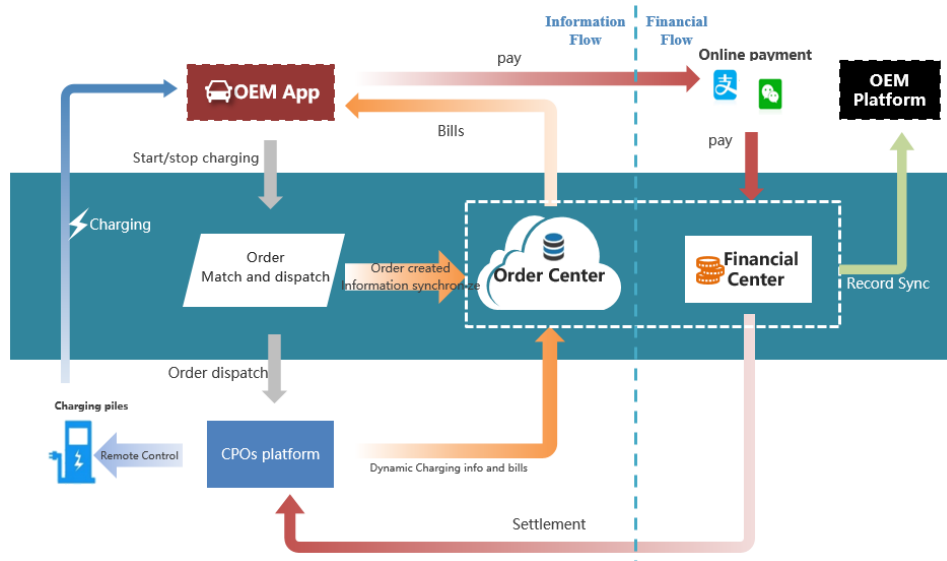 Information
Flow
Financial
Flow
Online payment
支
OEM App
pay
OEM
Platform
Bills
Start/stop charging
pay
Charging
Order
Match and dispatch
Order created
Information synchronize
Order Center
Financial
Center
Record Sync
Order dispatch
Charging piles
Remote Control
CPOs platform
Dynamic Charging info and bills
Settlement